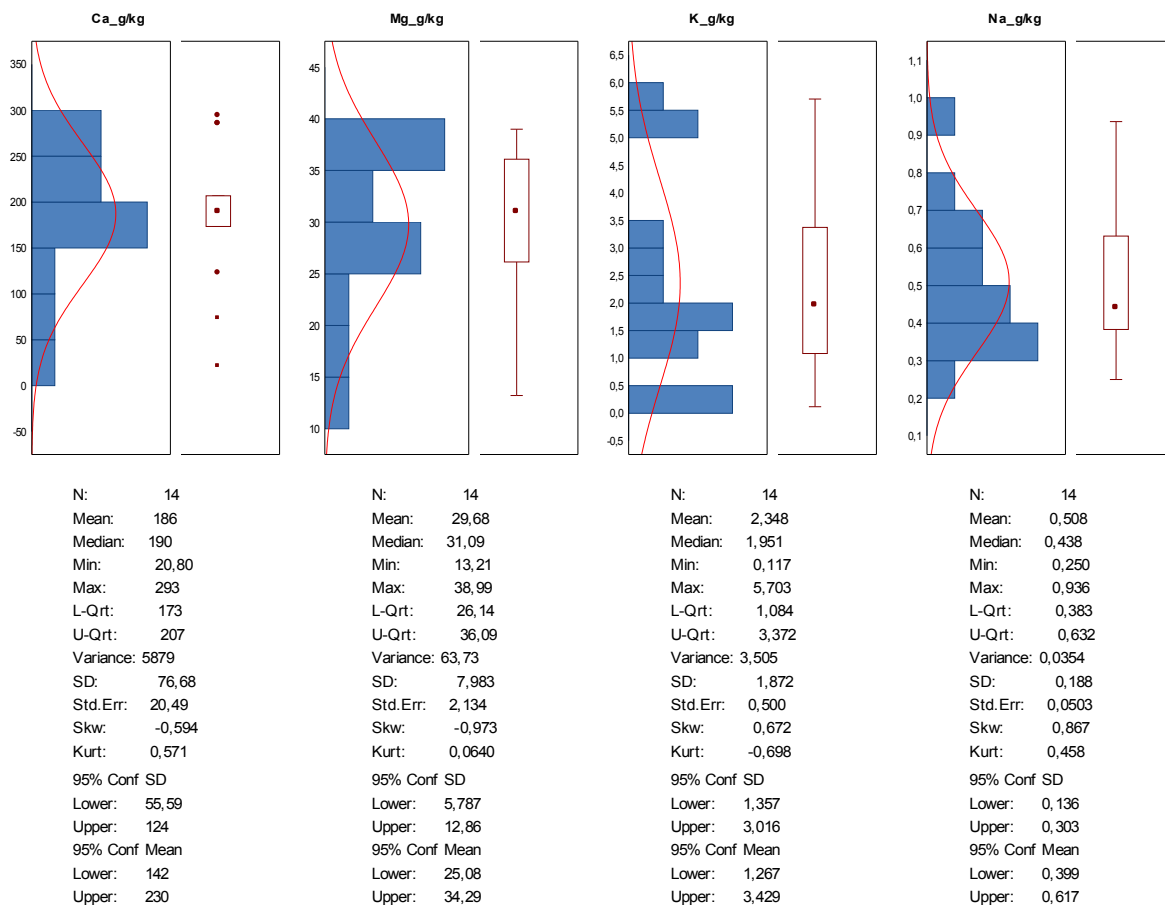 Ca_g/kg
350
300
250
200
150
100
50
0
-50
N: 14
Mean: 186
Median: 190
Min: 20,80
Max: 293
L-Qrt: 173
U-Qrt: 207
Variance: 5879
SD: 76,68
Std.Err: 20,49
Skw: -0,594
Kurt: 0,571
95% Conf SD
Lower: 55,59
Upper: 124
95% Conf Mean
Lower: 142
Upper: 230
Mg_g/kg
45
40
35
30
25
20
15
10
N: 14
Mean: 29,68
Median: 31,09
Min: 13,21
Max: 38,99
L-Qrt: 26,14
U-Qrt: 36,09
Variance: 63,73
SD: 7,983
Std.Err: 2,134
Skw: -0,973
Kurt: 0,0640
95% Conf SD
Lower: 5,787
Upper: 12,86
95% Conf Mean
Lower: 25,08
Upper: 34,29
K_g/kg
6,5
6,0
5,5
5,0
4,5
4,0
3,5
3,0
2,5
2,0
1,5
1,0
0,5
0,0
-0,5
N: 14
Mean: 2,348
Median: 1,951
Min: 0,117
Max: 5,703
L-Qrt: 1,084
U-Qrt: 3,372
Variance: 3,505
SD: 1,872
Std.Err: 0,500
Skw: 0,672
Kurt: -0,698
95% Conf SD
Lower: 1,357
Upper: 3,016
95% Conf Mean
Lower: 1,267
Upper: 3,429
Na_g/kg
1,1
1,0
0,9
0,8
0,7
0,6
0,5
0,4
0,3
0,2
0,1
N: 14
Mean: 0,508
Median: 0,438
Min: 0,250
Max: 0,936
L-Qrt: 0,383
U-Qrt: 0,632
Variance: 0,0354
SD: 0,188
Std.Err: 0,0503
Skw: 0,867
Kurt: 0,458
95% Conf SD
Lower: 0,136
Upper: 0,303
95% Conf Mean
Lower: 0,399
Upper: 0,617